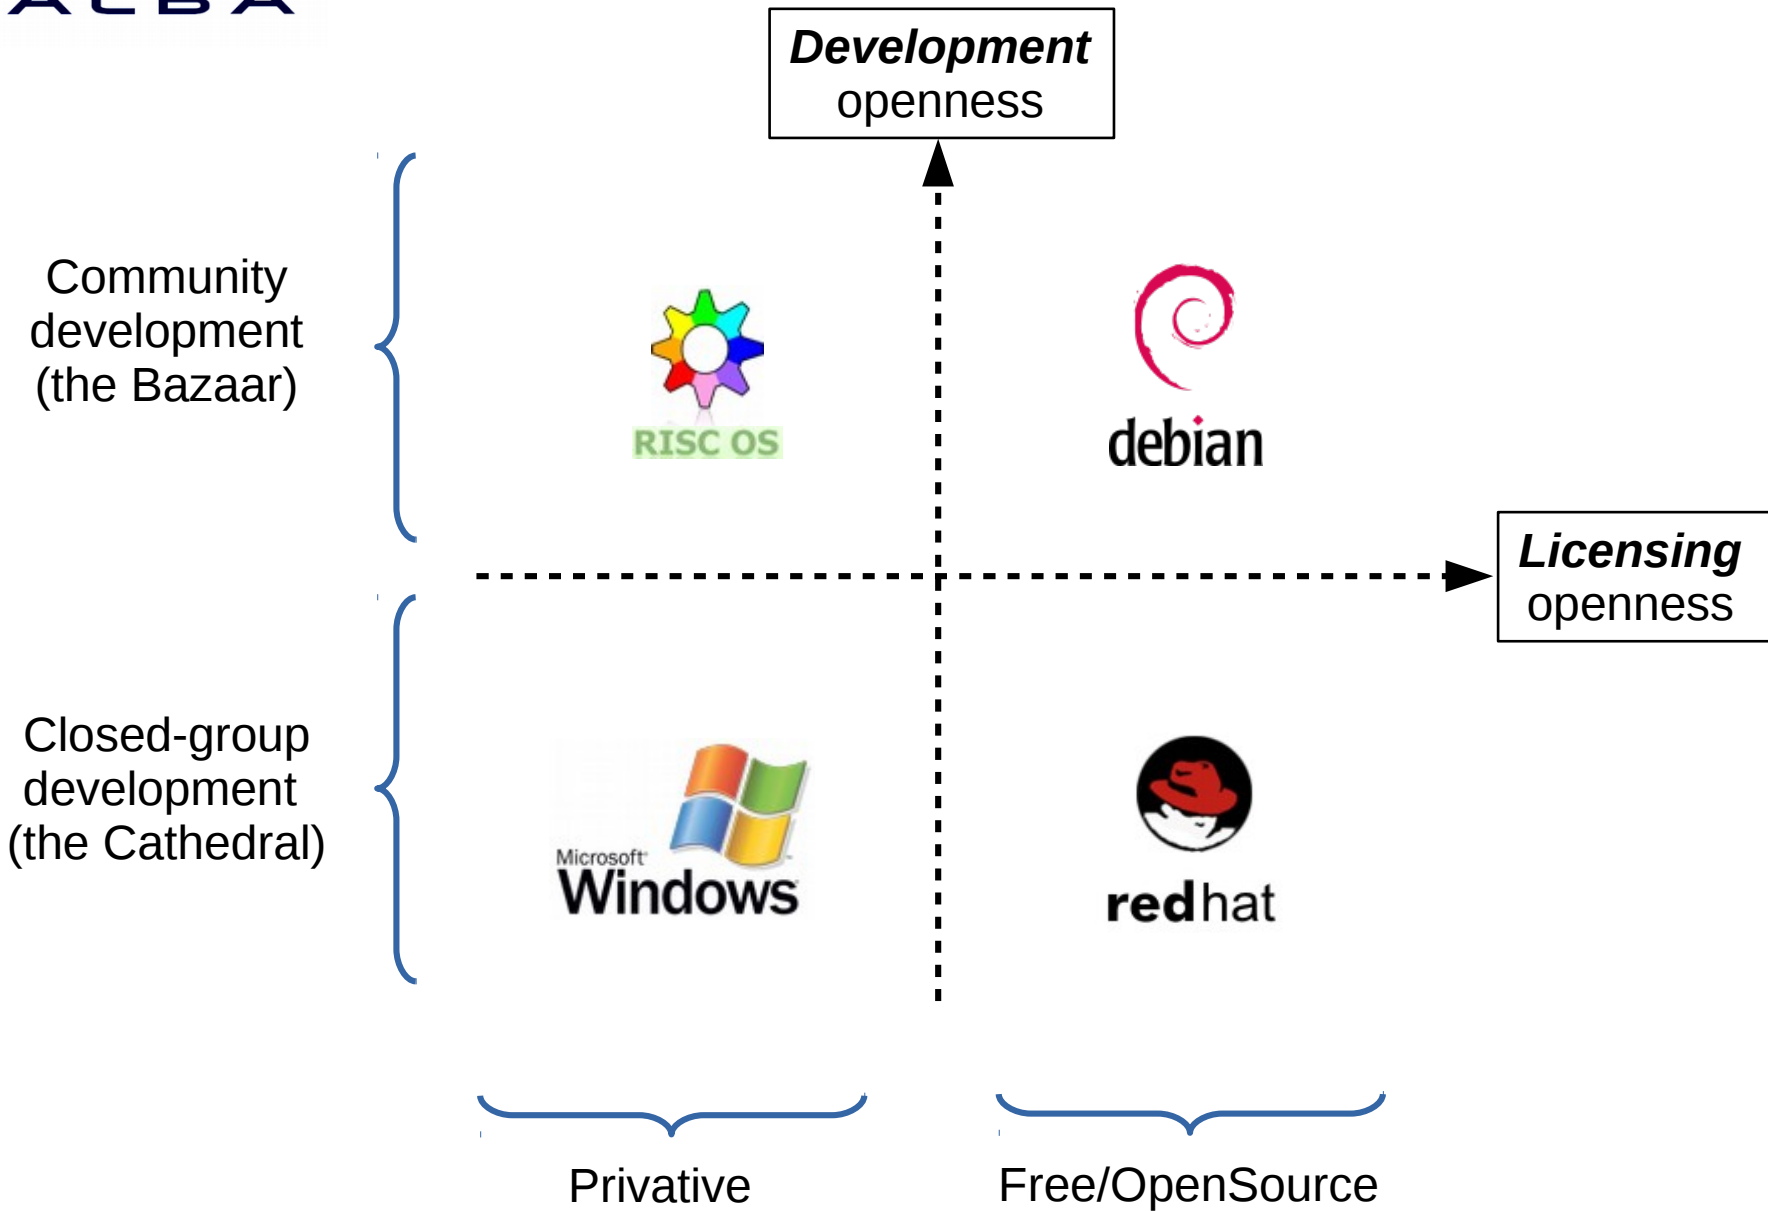 ALBA
Development
openness
Community
development
(the Bazaar)
RISC OS
debian
Licensing
openness
Closed-group
development
(the Cathedral)
Microsoft
Windows
redhat
Privative
Free/OpenSource